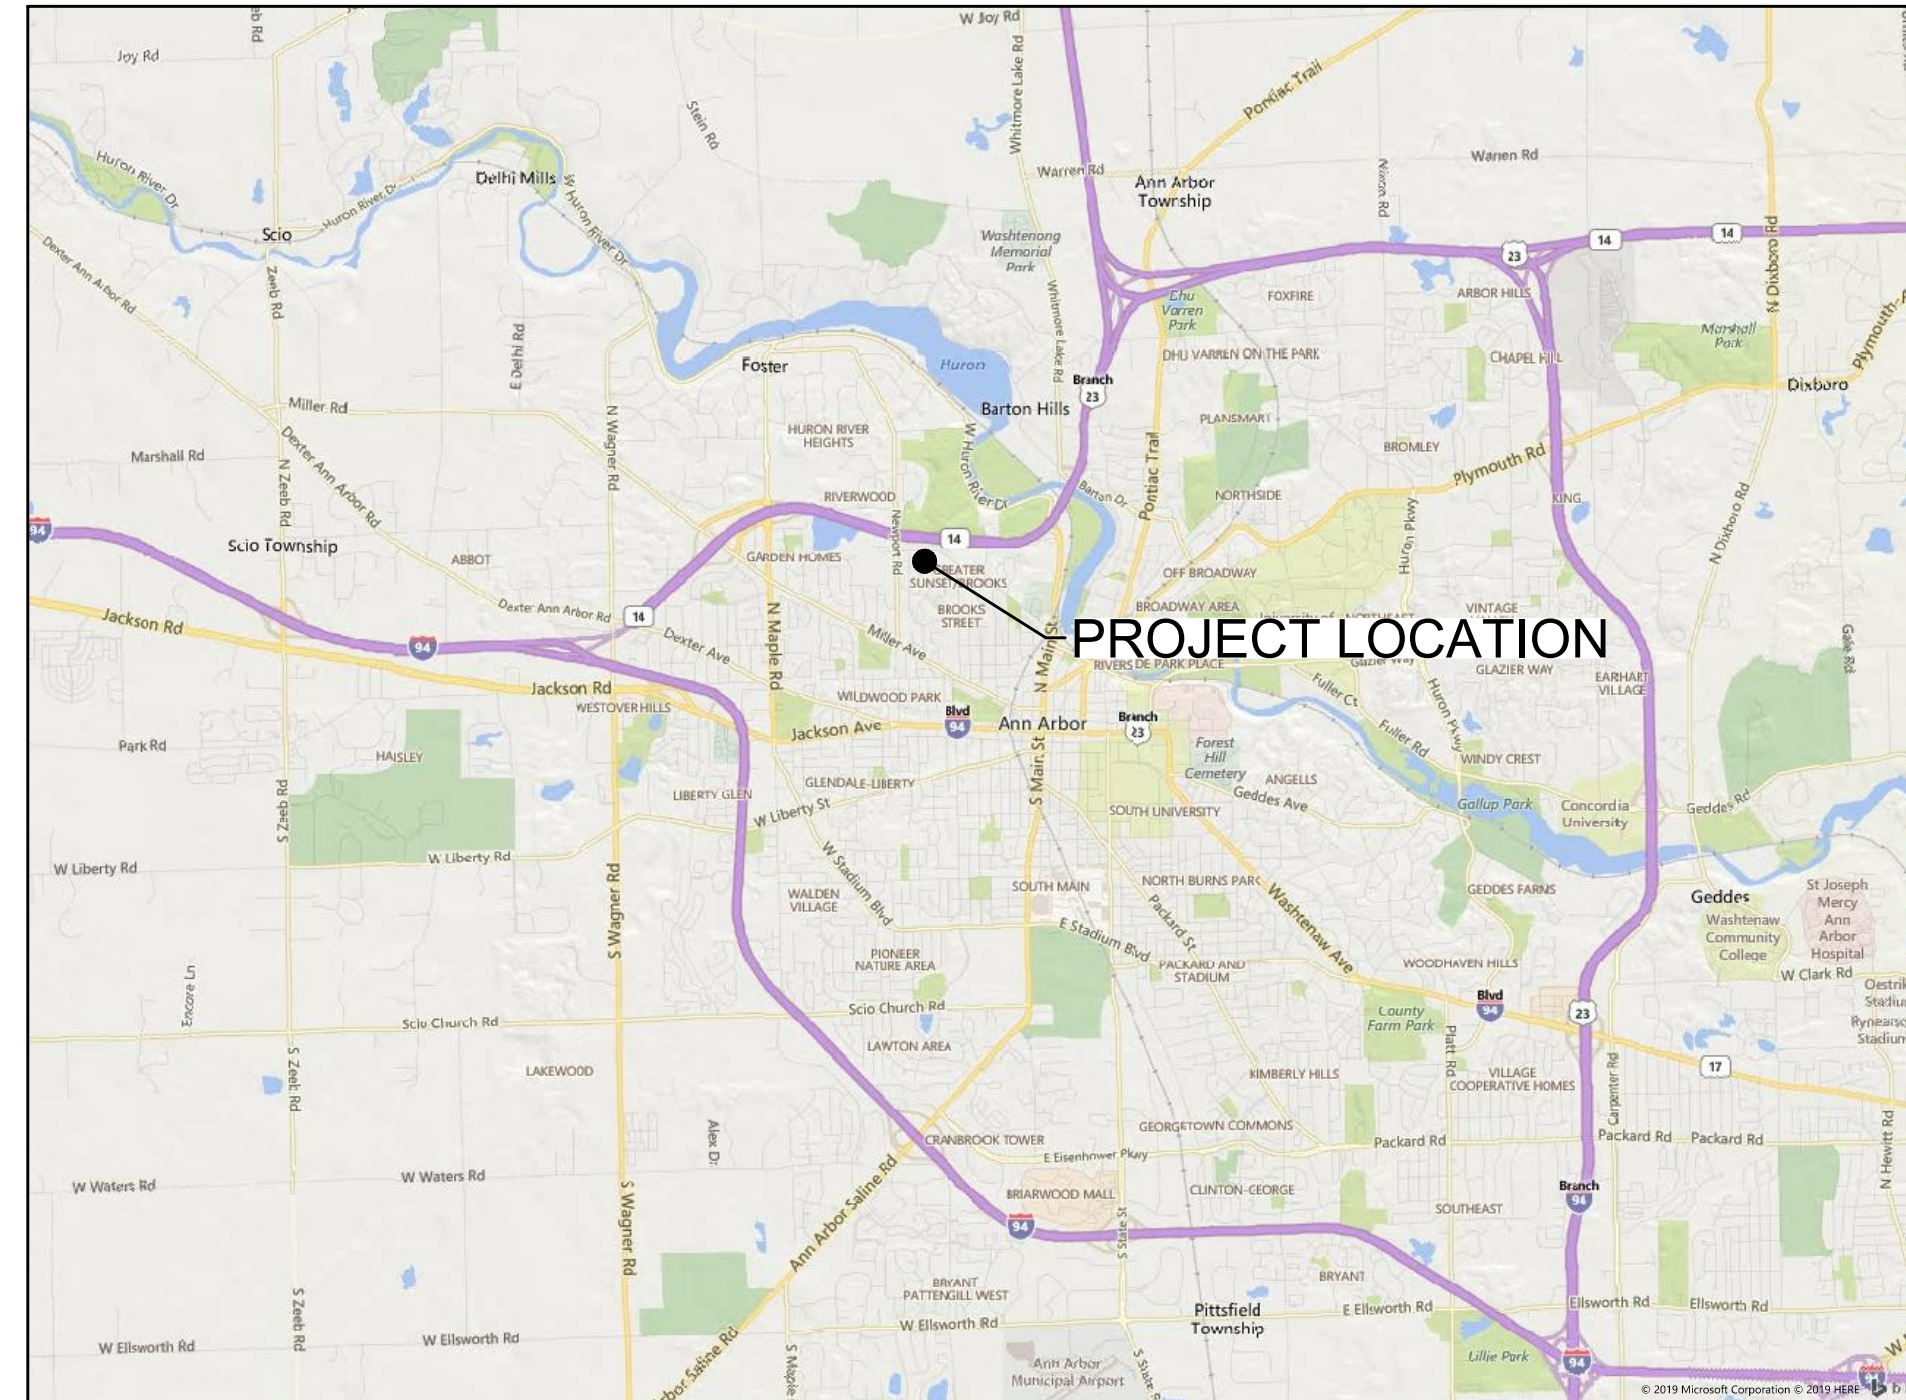 W Joy Rd
Joy Rd
Whitmore Lake Rd
Stein Rd
Pontiac Trail
Huron River Dr
Delhi Mills
W Huron River Dr
Huron River Dr
Warren Rd
Ann Arbor
Township
Nixon Rd
Warren Rd
Scio
Dexter Ann Arbor Rd
Zeeb Rd
Washtenong
Memorial
Park
Whitmore Lake Rd
23
14
14
N Dixboro Rd
Dhu
Varren
Park
FOXFIRE
ARBOR HILLS
Marshall
Park
E Delhi Rd
Foster
Huron
DHU VARREN ON THE PARK
CHAPEL HILL
Dixboro
Miller Rd
Barton Hills
Branch
23
HURON RIVER
HEIGHTS
PLANSMART
BROMLEY
Marshall Rd
N Zeeb Rd
Dexter Ann Arbor Rd
N Wagner Rd
W Huron River Dr
Pontiac Trail
Plymouth Rd
RIVERWOOD
Barton Dr
NORTHSIDE
KING
94
Scio Township
ABBOT
GARDEN HOMES
Newport Rd
14
GREATER
SUNSET/BROOKS
OFF BROADWAY
Huron Pkwy
N Dixboro Rd
BROOKS
STREET
BROADWAY AREA
VINTAGE
Jackson Rd
Dexter Ann Arbor Rd
14
Dexter Ave
N Maple Rd
Miller Ave
N Main St
PROJECT LOCATION
94
RIVERS DE PARK PLACE
Glazier Way
GLAZIER WAY
EARHART
VILLAGE
Jackson Rd
WESTOVER HILLS
WILDWOOD PARK
Fuller Ct
Huron Pkwy
Park Rd
HAISLEY
Jackson Ave
Blvd
94
Ann Arbor
Branch
23
Forest
Hill
Cemetery
Fuller Rd
WINDY CREST
S Zeeb Rd
LIBERTY GLEN
GLENDALE-LIBERTY
S Main St
ANGELLS
Geddes Ave
Gallup Park
Concordia
University
Geddes Rd
W Liberty St
SOUTH UNIVERSITY
W Liberty Rd
W Liberty Rd
S Wagner Rd
W Stadium Blvd
WALDEN
VILLAGE
SOUTH MAIN
NORTH BURNS PARK
Packard St
Washtenaw Ave
GEDDES FARNS
Geddes
St Joseph
Mercy
Ann
Arbor
Hospital
Washtenaw
Community
College
E Stadium Blvd
PIONEER
NATURE AREA
PACKARD AND
STADIUM
WOODHAVEN HILLS
W Clark Rd
Encore Ln
Scio Church Rd
Scio Church Rd
County
Farm Park
Blvd
94
23
LAWTON AREA
Platt Rd
17
S Zeeb Rd
LAKEWOOD
KIMBERLY HILLS
VILLAGE
COOPERATIVE HOMES
Carpenter Rd
Alex Dr
CRANBROOK TOWER
GEORGETOWN COMMONS
E Eisenhower Pkwy
Packard Rd
Packard Rd
Packard Rd
N Hewitt Rd
W Waters Rd
W Waters Rd
S Wagner Rd
Ann Arbor Saline Rd
BRIARWOOD MALL
94
S State St
CLINTON-GEORGE
SOUTHEAST
Branch
94
S Zeeb Rd
BRYANT
PATTENGILL WEST
BRYANT
W Ellsworth Rd
W Ellsworth Rd
W Ellsworth Rd
Pittsfield
Township
E Ellsworth Rd
Ellsworth Rd
Ellsworth Rd
S Maple
Ann Arbor
Municipal Airport
Lillie Park
94
© 2019 Microsoft Corporation © 2019 HERE